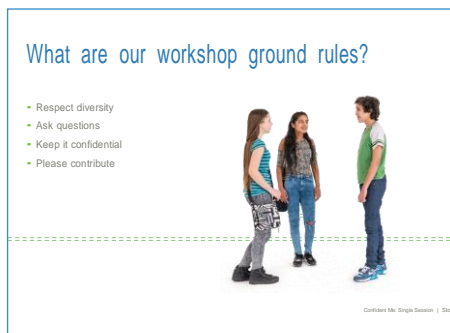 What are our workshop ground rules?
Respect diversity
Ask questions
Keep it confidential
Please contribute
Confident Me: Single Session |